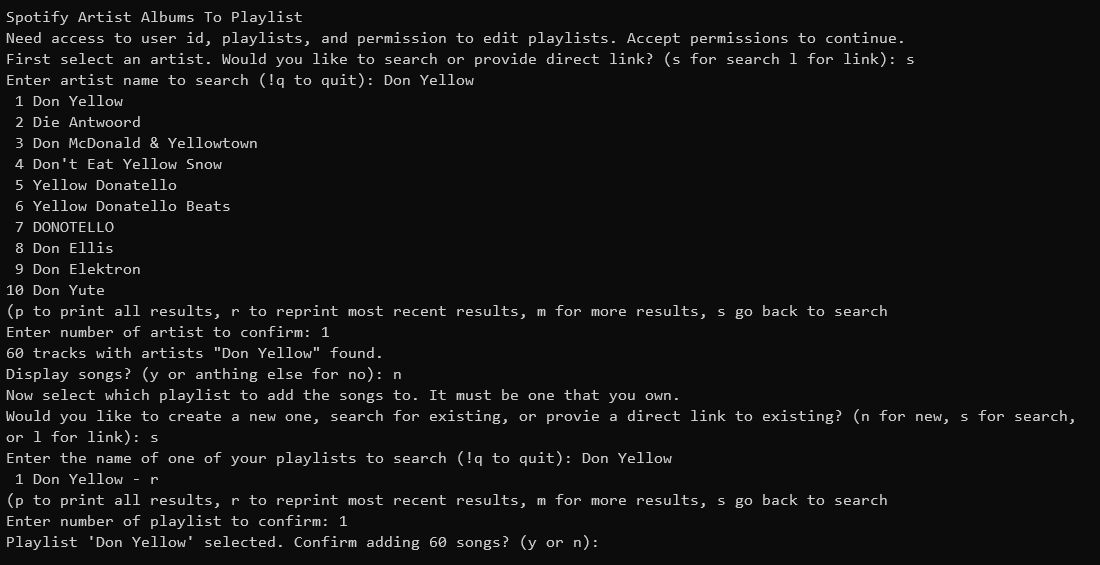 Spotify Artist Albums To Playlist
Need access to user id, playlists, and permission to edit playlists. Accept permissions to continue.
First select an artist. Would you like to search or provide direct link? (s for search l for link): s
Enter artist name to search (!q to quit): Don Yellow
 1 Don Yellow
 2 Die Antwoord
 3 Don McDonald & Yellowtown
 4 Don't Eat Yellow Snow
 5 Yellow Donatello
 6 Yellow Donatello Beats
 7 DONOTELLO
 8 Don Ellis
 9 Don Elektron
10 Don Yute
(p to print all results, r to reprint most recent results, m for more results, s go back to search
Enter number of artist to confirm: 1
60 tracks with artists "Don Yellow" found.
Display songs? (y or anthing else for no): n
Now select which playlist to add the songs to. It must be one that you own.
Would you like to create a new one, search for existing, or provie a direct link to existing? (n for new, s for search,
or l for link): s
Enter the name of one of your playlists to search (!q to quit): Don Yellow
 1 Don Yellow - r
(p to print all results, r to reprint most recent results, m for more results, s go back to search
Enter number of playlist to confirm: 1
Playlist 'Don Yellow' selected. Confirm adding 60 songs? (y or n):